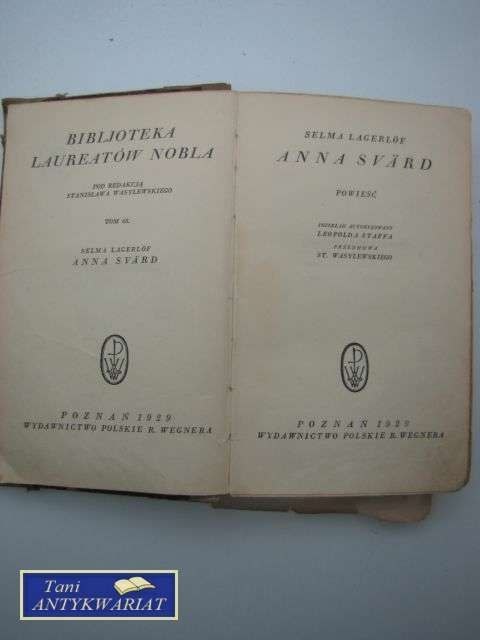 BIBLJOTEKA
LAUREATÓW NOBLA
POD REDAKCJĄ
STANISŁAWA WASYLEWSKIEGO
TOM
SELMA LAGERLÖF
ANNA SVÄRD
POZNAŃ 1929
WYDAWNICTWO POLSKIE R. WEGNERA
SELMA LAGERLÖF
ANNA SVÄRD
POWIEŚĆ
PRZEKŁAD AUTORYZOWANY
LEOPOLDA STAFFA
PRZEDMOWA
ST. WASYLEWSKIEGO
POZNAŃ 1929
WYDAWNICTWO POLSKIE R. WEGNERA
Tani
ANTYKWARIAT